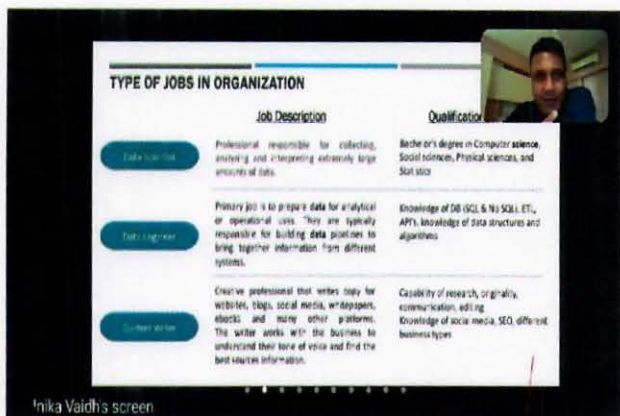 TYPE OF JOBS IN ORGANIZATION
Job Description
Qualification
Data Scientist
Professional responsible for collecting,
analyzing and interpreting extremely large
amounts of data.
Bachelor's degree in Computer science,
Social sciences, Physical sciences, and
Statistics
Data Engineer
Primary job is to prepare data for analytical
or operational uses. They are typically
responsible for building data pipelines to
bring together information from different
systems.
Knowledge of DB (SQL & No SQL), ETL,
API's, knowledge of data structures and
algorithms
Content Writer
Creative professional that writes copy for
websites, blogs, social media, whitepapers,
ebooks and many other platforms.
The writer works with the business to
understand their tone of voice and find the
best sources information.
Capability of research, originality,
communication, editing
Knowledge of social media, SEO, different
business types
Inika Vaidh's screen